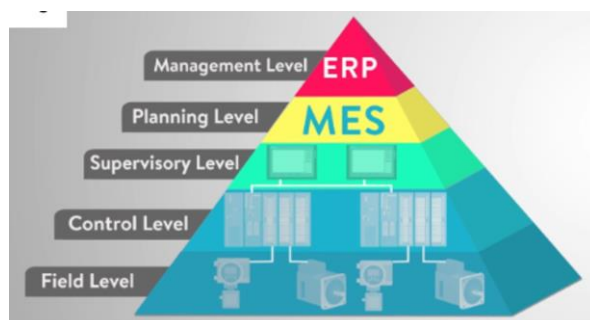 Management Level ERP
Planning Level MES
Supervisory Level
Control Level
Field Level